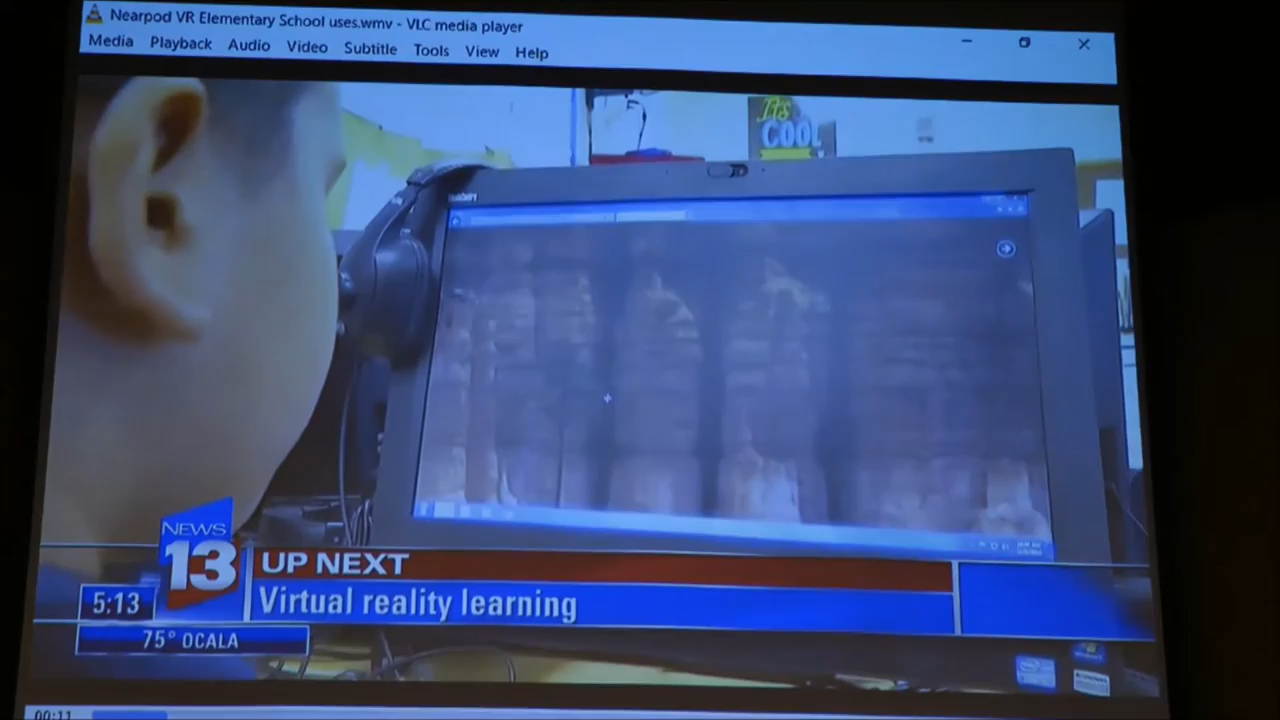 Nearpod VR Elementary School uses.wmv - VLC media player
Media Playback Audio Video Subtitle Tools View Help
It's
COOL
NEWS
13
UP NEXT
Virtual reality learning
5:13
75° OCALA
00:11